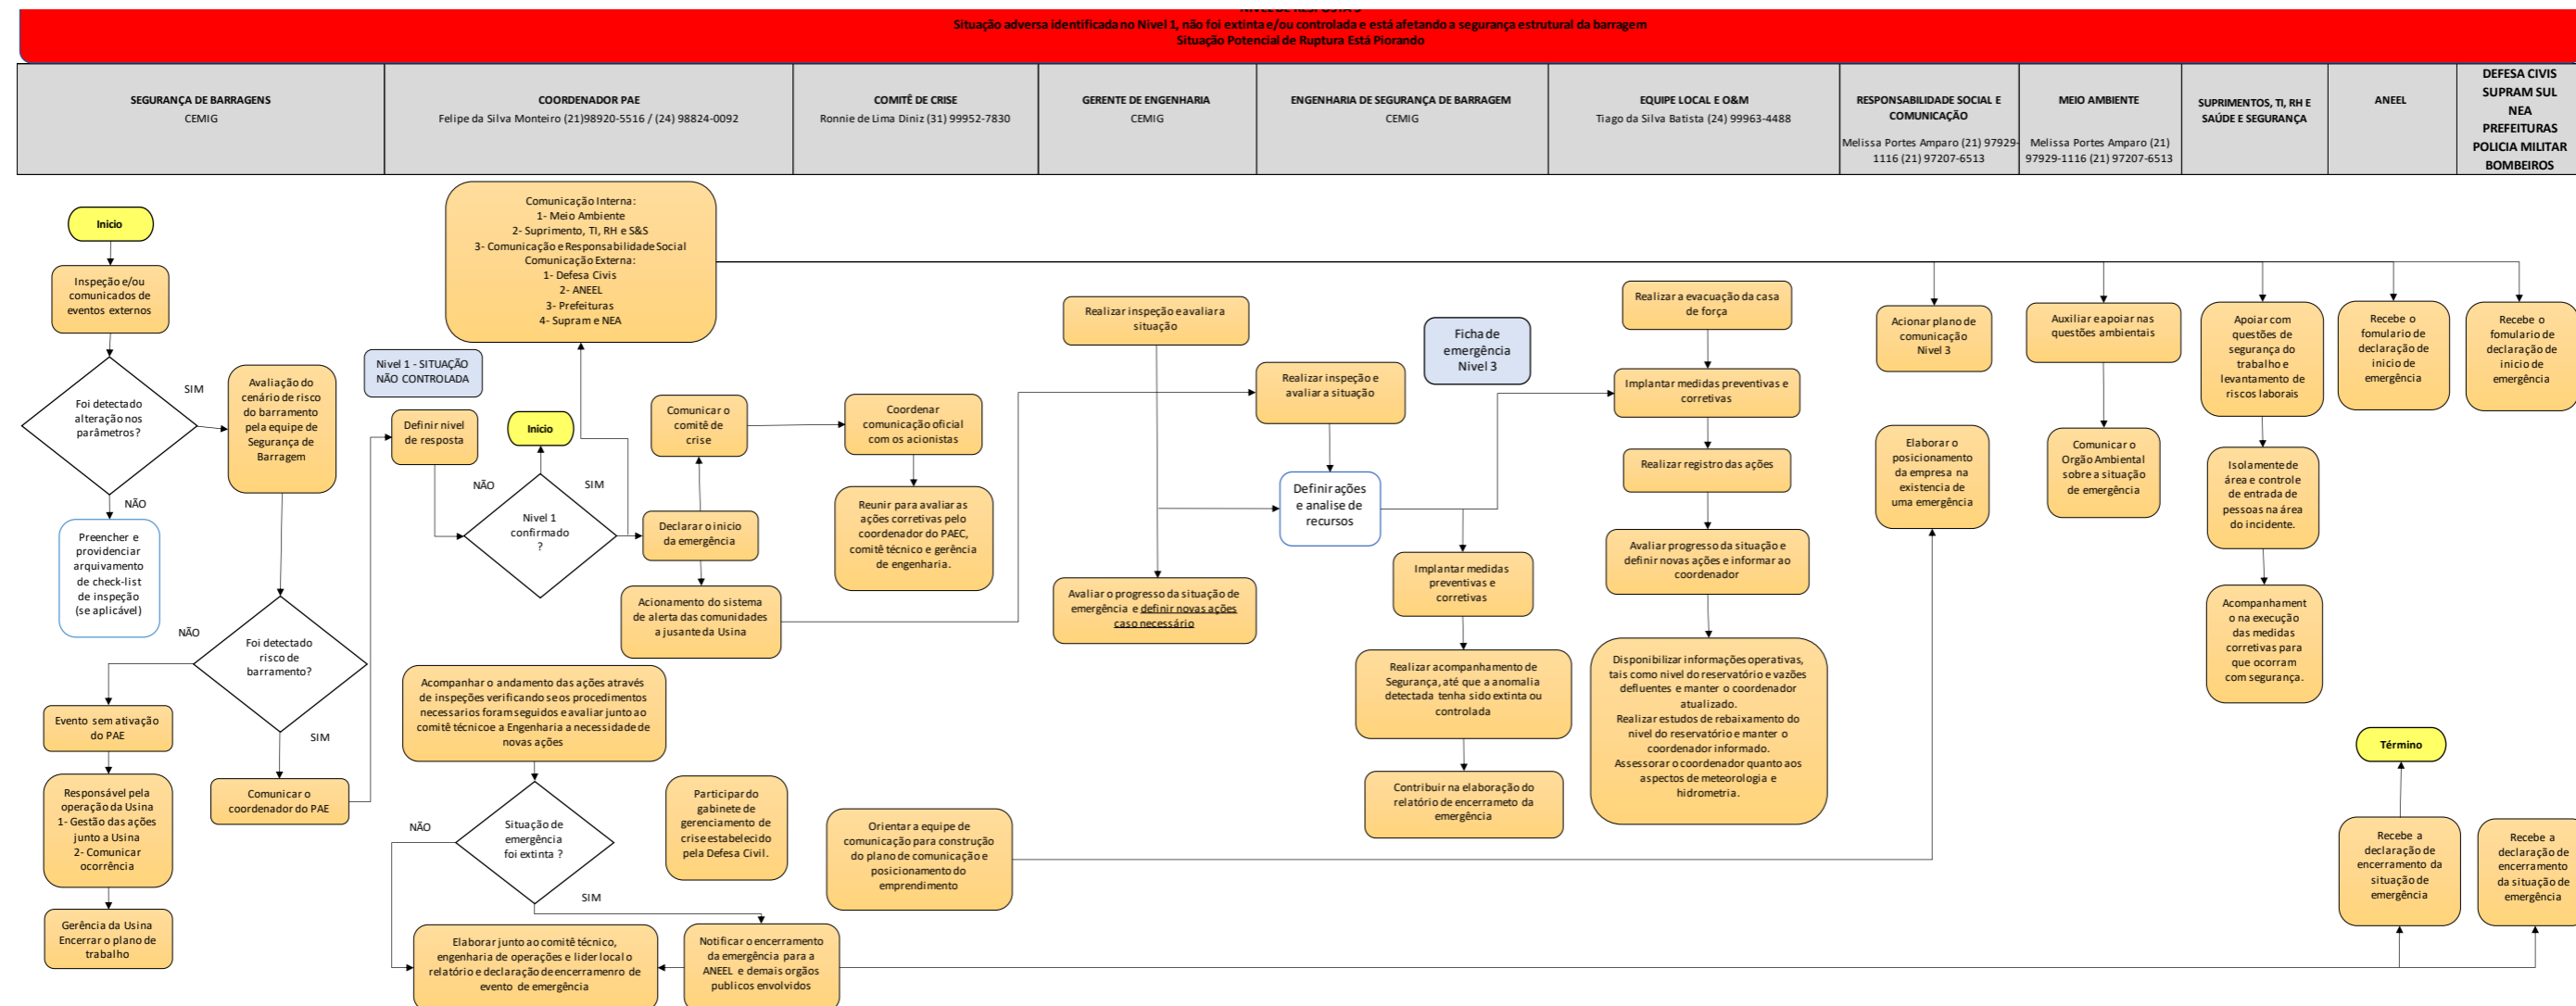 NIVEL DE RESPOSTA 3
Situação adversa identificada no Nivel 1, não foi extinta e/ou controlada e está afetando a segurança estrutural da barragem
Situação Potencial de Ruptura Está Piorando
SEGURANÇA DE BARRAGENS
CEMIG
COORDENADOR PAE
Felipe da Silva Monteiro (21)98920-5516 / (24) 98824-0092
COMITÊ DE CRISE
Ronnie de Lima Diniz (31) 99952-7830
GERENTE DE ENGENHARIA
CEMIG
ENGENHARIA DE SEGURANÇA DE BARRAGEM
CEMIG
EQUIPE LOCAL E O&M
Tiago da Silva Batista (24) 99963-4488
RESPONSABILIDADE SOCIAL E
COMUNICAÇÃO
Melissa Portes Amparo (21) 97929-
1116 (21) 97207-6513
MEIO AMBIENTE
Melissa Portes Amparo (21)
97929-1116 (21) 97207-6513
SUPRIMENTOS, TI, RH E
SAÚDE E SEGURANÇA
ANEEL
DEFESA CIVIS
SUPRAM SUL
NEA
PREFEITURAS
POLICIA MILITAR
BOMBEIROS
Inicio
Inspeção e/ou
comunicados de
eventos externos
Foi detectado
alteração nos
parâmetros?
SIM
NÃO
Preencher e
providenciar
arquivamento
de check-list
de inspeção
(se aplicável)
Avaliação do
cenário de risco
do barramento
pela equipe de
Segurança de
Barragem
Foi detectado
risco de
barramento?
NÃO
SIM
Evento sem ativação
do PAE
Responsável pela
operação da Usina
1- Gestão das ações
junto a Usina
2- Comunicar
ocorrência
Gerência da Usina
Encerrar o plano de
trabalho
Comunicar o
coordenador do PAE
Comunicação Interna:
1- Meio Ambiente
2- Suprimento, TI, RH e S&S
3- Comunicação e Responsabilidade Social
Comunicação Externa:
1- Defesa Civis
2- ANEEL
3- Prefeituras
4- Supram e NEA
Nivel 1 - SITUAÇÃO
NÃO CONTROLADA
Definir nivel
de resposta
Inicio
NÃO
SIM
Nivel 1
confirmado
?
Comunicar o
comitê de
crise
Declarar o inicio
da emergência
Acionamento do sistema
de alerta das comunidades
a jusante da Usina
Acompanhar o andamento das ações através
de inspeções verificando se os procedimentos
necessarios foram seguidos e avaliar junto ao
comitê técnicoe a Engenharia a necessidade de
novas ações
Situação de
emergência
foi extinta ?
NÃO
SIM
Participar do
gabinete de
gerenciamento de
crise estabelecido
pela Defesa Civil.
Elaborar junto ao comitê técnico,
engenharia de operações e lider local o
relatório e declaração de encerramenro de
evento de emergência
Notificar o encerramento
da emergência para a
ANEEL e demais orgãos
publicos envolvidos
Coordenar
comunicação oficial
com os acionistas
Reunir para avaliar as
ações corretivas pelo
coordenador do PAEC,
comitê técnico e gerência
de engenharia.
Orientar a equipe de
comunicação para construção
do plano de comunicação e
posicionamento do
emprendimento
Realizar inspeção e avaliar a
situação
Avaliar o progresso da situação de
emergência e definir novas ações
caso necessário
Ficha de
emergência
Nivel 3
Realizar inspeção e
avaliar a situação
Definir ações
e analise de
recursos
Implantar medidas
preventivas e
corretivas
Realizar acompanhamento de
Segurança, até que a anomalia
detectada tenha sido extinta ou
controlada
Contribuir na elaboração do
relatório de encerrameto da
emergência
Realizar a evacuação da casa
de força
Implantar medidas preventivas e
corretivas
Realizar registro das ações
Avaliar progresso da situação e
definir novas ações e informar ao
coordenador
Disponibilizar informações operativas,
tais como nivel do reservatório e vazões
defluentes e manter o coordenador
atualizado.
Realizar estudos de rebaixamento do
nivel do reservatório e manter o
coordenador informado.
Assessorar o coordenador quanto aos
aspectos de meteorologia e
hidrometria.
Acionar plano de
comunicação
Nivel 3
Elaborar o
posicionamento
da empresa na
existencia de
uma emergência
Auxiliar e apoiar nas
questões ambientais
Comunicar o
Orgão Ambiental
sobre a situação
de emergência
Apoiar com
questões de
segurança do
trabalho e
levantamento de
riscos laborais
Isolamente de
área e controle
de entrada de
pessoas na área
do incidente.
Acompanhament
o na execução
das medidas
corretivas para
que ocorram
com segurança.
Recebe o
fomulario de
declaração de
inicio de
emergência
Recebe o
fomulario de
declaração de
inicio de
emergência
Término
Recebe a
declaração de
encerramento da
situação de
emergência
Recebe a
declaração de
encerramento
da situação de
emergência